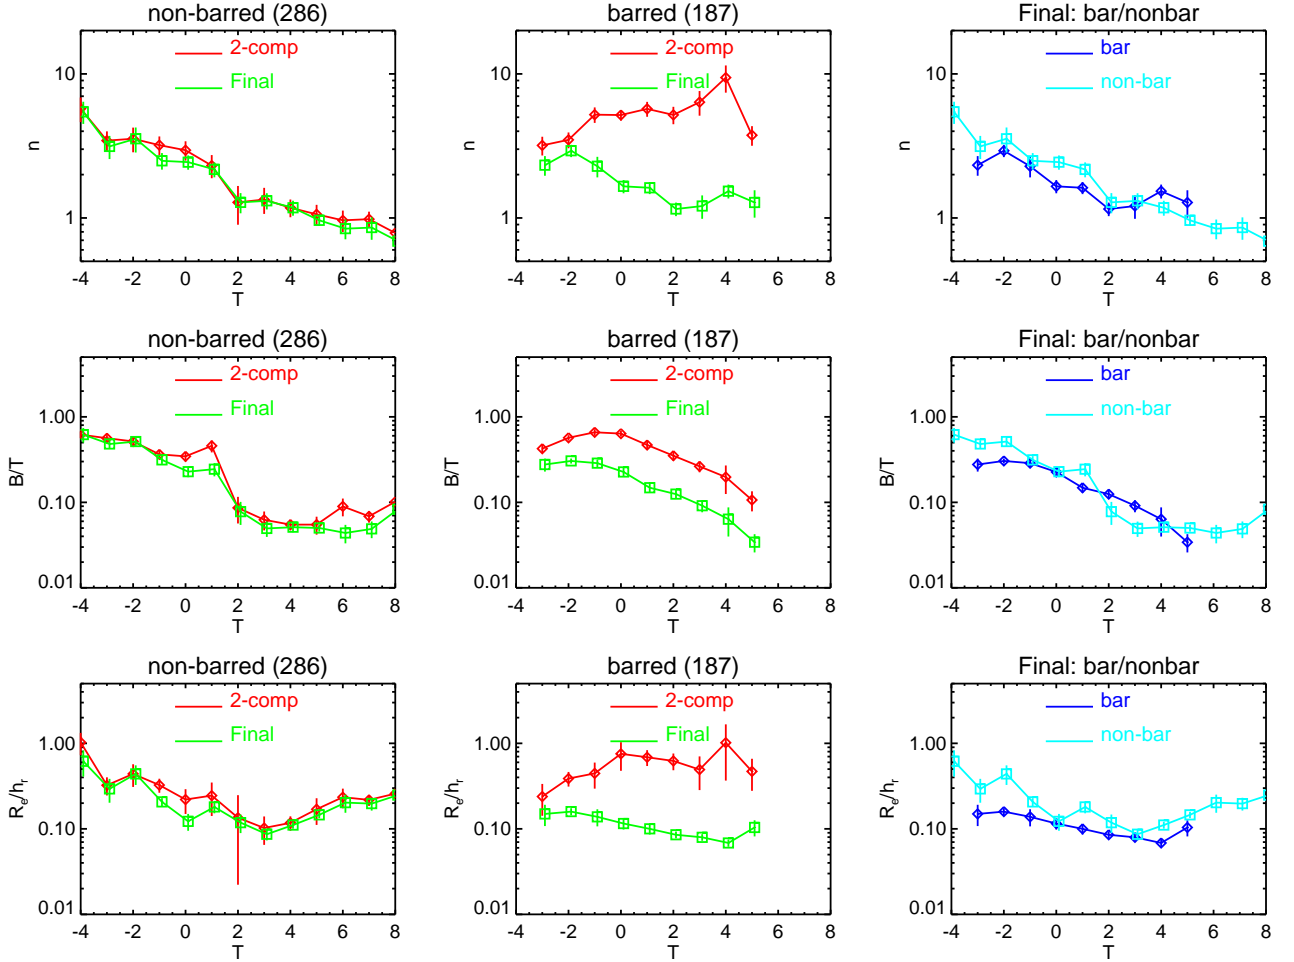 non-barred (286) barred (187) Final: bar/nonbar
2-comp 2-comp bar
Final Final non-bar
10 10 10
n n n
1 1 1
-4 -2 0 2 4 6 8 -4 -2 0 2 4 6 8 -4 -2 0 2 4 6 8
T T T
non-barred (286) barred (187) Final: bar/nonbar
2-comp 2-comp bar
Final Final non-bar
1.00 1.00 1.00
B/T B/T B/T
0.10 0.10 0.10
0.01 0.01 0.01
-4 -2 0 2 4 6 8 -4 -2 0 2 4 6 8 -4 -2 0 2 4 6 8
T T T
non-barred (286) barred (187) Final: bar/nonbar
2-comp 2-comp bar
Final Final non-bar
1.00 1.00 1.00
Re/hr Re/hr Re/hr
0.10 0.10 0.10
0.01 0.01 0.01
-4 -2 0 2 4 6 8 -4 -2 0 2 4 6 8 -4 -2 0 2 4 6 8
T T T